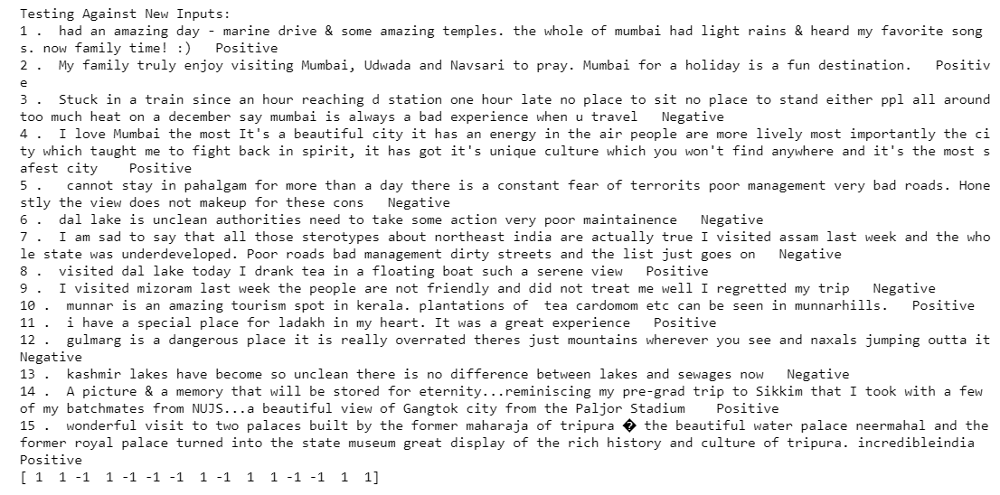 Testing Against New Inputs:
1 .  had an amazing day - marine drive & some amazing temples. the whole of mumbai had light rains & heard my favorite song
s. now family time! :)   Positive
2 .  My family truly enjoy visiting Mumbai, Udwada and Navsari to pray. Mumbai for a holiday is a fun destination.   Positiv
e
3 .  Stuck in a train since an hour reaching d station one hour late no place to sit no place to stand either ppl all around
too much heat on a december say mumbai is always a bad experience when u travel   Negative
4 .  I love Mumbai the most It's a beautiful city it has an energy in the air people are more lively most importantly the ci
ty which taught me to fight back in spirit, it has got it's unique culture which you won't find anywhere and it's the most s
afest city    Positive
5 .   cannot stay in pahalgam for more than a day there is a constant fear of territs poor management very bad roads. Hone
stly the view does not makeup for these cons   Negative
6 .  dal lake is unclean authorities need to take some action very poor maintainence   Negative
7 .  I am sad to say that all those sterotypes about northeast india are actually true I visited assam last week and the who
le state was underdeveloped. Poor roads bad management dirty streets and the list just goes on   Negative
8 .  visited dal lake today I drank tea in a floating boat such a serene view   Positive
9 .  I visited mizoram last week the people are not friendly and did not treat me well I regretted my trip   Negative
10 .  munnar is an amazing tourism spot in kerala. plantations of  tea cardomom etc can be seen in munnarhills.   Positive
11 .  i have a special place for ladakh in my heart. It was a great experience   Positive
12 .  gulmarg is a dangerous place it is really overrated theres just mountains wherever you see and naxals jumping outta it
Negative
13 .  kashmir lakes have become so unclean there is no difference between lakes and sewages now   Negative
14 .  A picture & a memory that will be stored for eternity...reminiscing my pre-grad trip to Sikkim that I took with a few
of my batchmates from NUJS...a beautiful view of Gangtok city from the Paljor Stadium    Positive
15 .  wonderful visit to two palaces built by the former maharaja of tripura � the beautiful water palace neermahal and the
former royal palace turned into the state museum great display of the rich history and culture of tripura. incredibleindia
Positive
[ 1  1 -1  1 -1 -1 -1  1 -1  1  1 -1 -1  1  1]